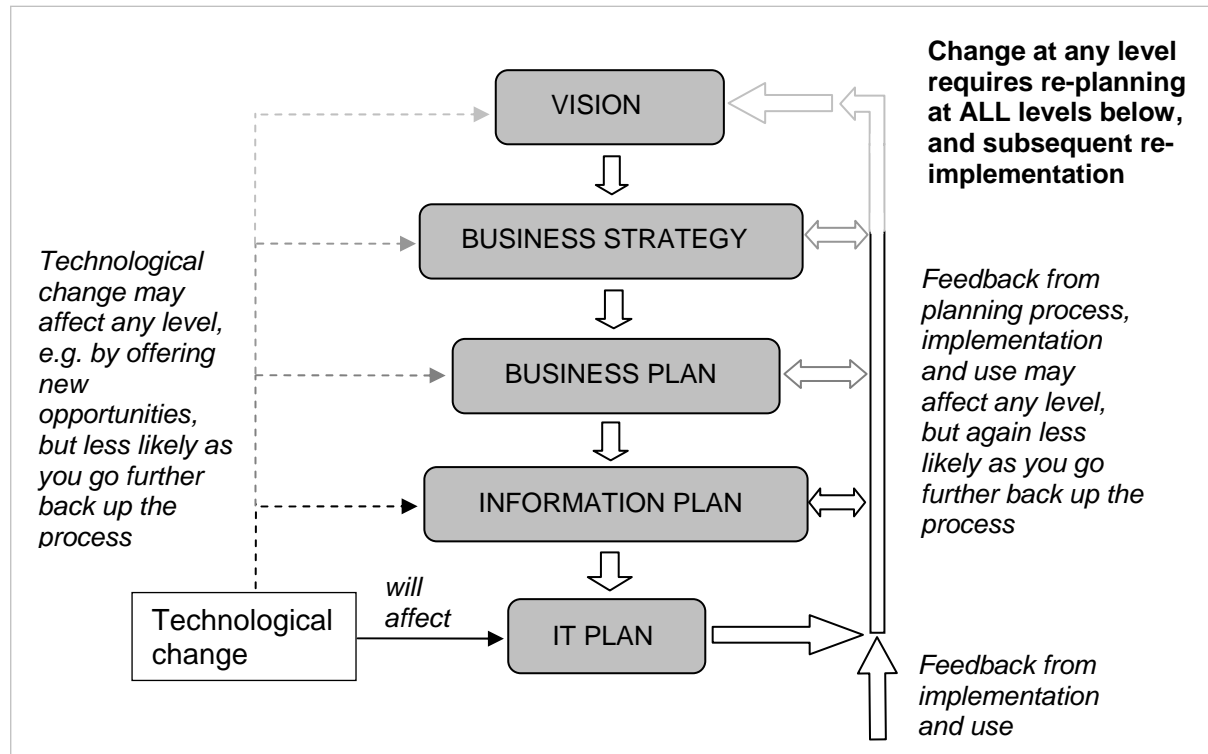 Change at any level
requires re-planning
at ALL levels below,
and subsequent re-
implementation
VISION
BUSINESS STRATEGY
BUSINESS PLAN
INFORMATION PLAN
IT PLAN
Technological
change may
affect any level,
e.g. by offering
new
opportunities,
but less likely as
you go further
back up the
process
Feedback from
planning process,
implementation
and use may
affect any level,
but again less
likely as you go
further back up the
process
Technological
change
will
affect
Feedback from
implementation
and use